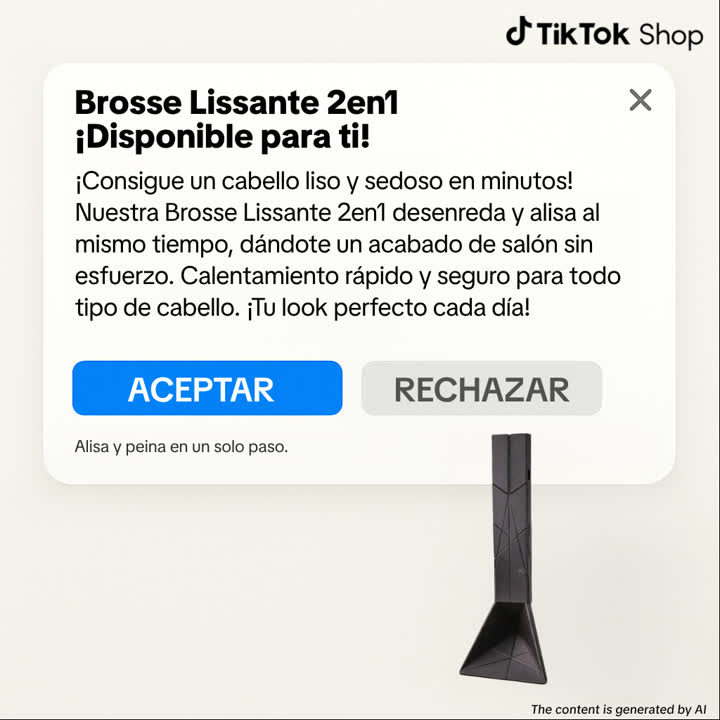 TikTok Shop
Brosse Lissante 2en1
¡Disponible para ti!
¡Consigue un cabello liso y sedoso en minutos!
Nuestra Brosse Lissante 2en1 desenreda y alisa al
mismo tiempo, dándote un acabado de salón sin
esfuerzo. Calentamiento rápido y seguro para todo
tipo de cabello. ¡Tu look perfecto cada día!
ACEPTAR
RECHAZAR
Alisa y peina en un solo paso.
The content is generated by AI